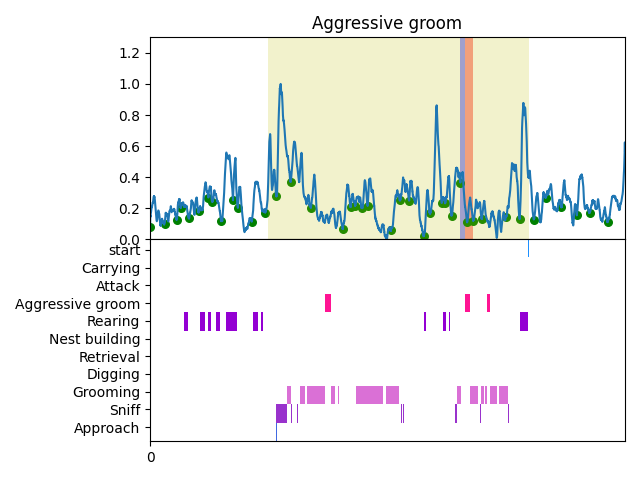 Aggressive groom
1.2
1.0
0.8
0.6
0.4
0.2
0.0
start
Carrying
Attack
Aggressive groom
Rearing
Nest building
Retrieval
Digging
Grooming
Sniff
Approach
0